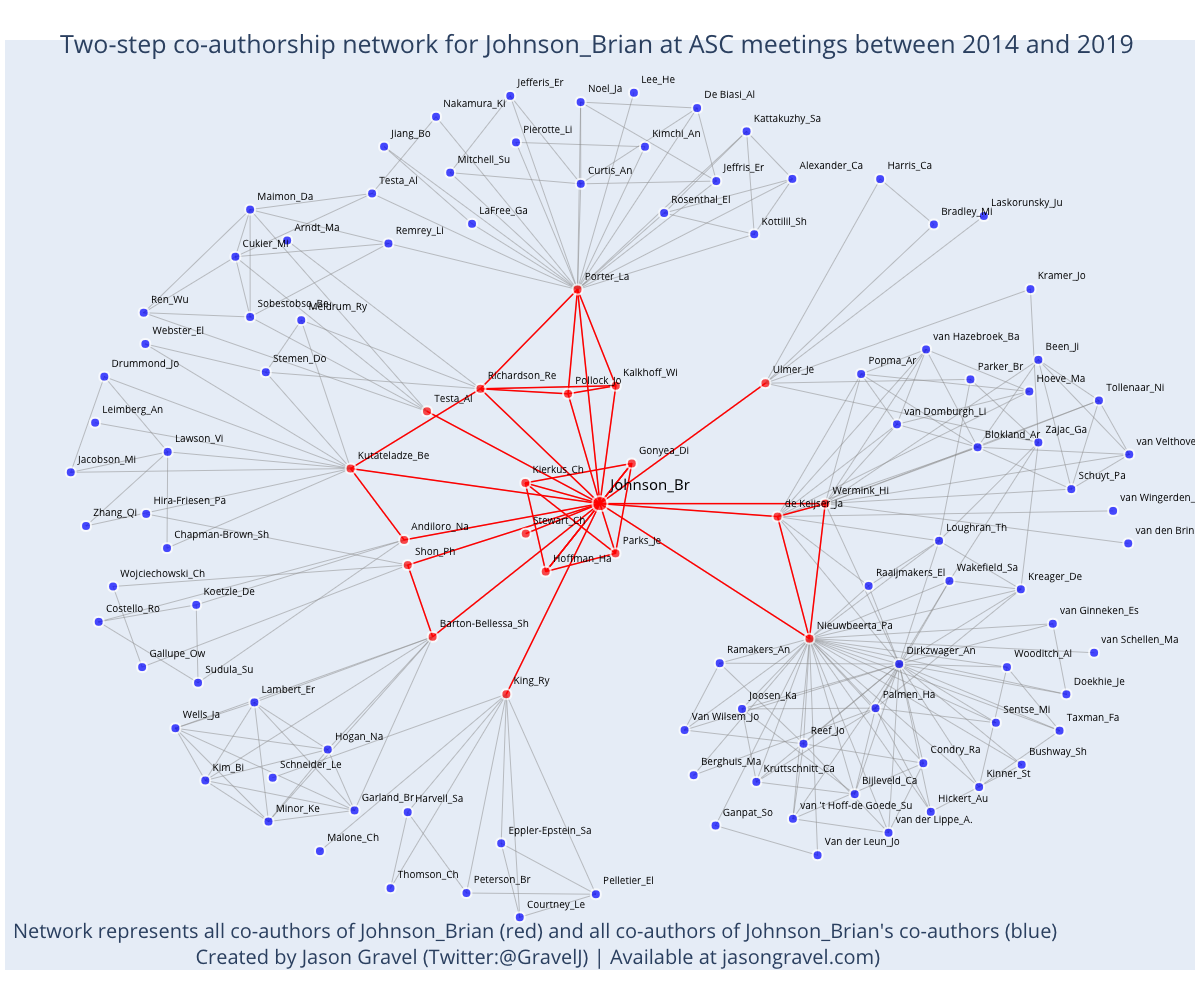 Two-step co-authorship network for Johnson_Brian at ASC meetings between 2014 and 2019
Jefferis_Er
Noel_Ja
Lee_He
De Biasi_Al
Nakamura_Ki
Kattakuzhy_Sa
Jiang_Bo
Pierotte_Li
Kimchi_An
Mitchell_Su
Curtis_An
Jeffris_Er
Alexander_Ca
Harris_Ca
Testa_Al
Maimon_Da
LaFree_Ga
Rosenthal_El
Kottilil_Sh
Bradley_Mi
Laskorunsky_Ju
Arndt_Ma
Cukier_Mi
Remrey_Li
Porter_La
Kramer_Jo
Ren_Wu
Sobestobso_Be
Meldrum_Ry
Webster_El
van Hazebroek_Ba
Been_Ji
Drummond_Jo
Stemen_Do
Richardson_Re
Pollock_Jo
Kalkhoff_Wi
Ulmer_Je
Popma_Ar
Parker_Br
Hoeve_Ma
Tollenaar_Ni
Leimberg_An
Testa_Al
van Domburgh_Li
Blokland_Ar
Zajac_Ga
van Velthove
Lawson_Vi
Jacobson_Mi
Kutateladze_Be
Kierkus_Ch
Gonyea_Di
Johnson_Br
Schuyt_Pa
Wermink_Hi
de Keijser_Ja
van Wingerden_
Hira-Friesen_Pa
Zhang_Qi
Stewart_Ch
Andiloro_Na
Chapman-Brown_Sh
Loughran_Th
van den Brin
Shon_Ph
Hoffman_Ha
Parks_Je
Wojciechowski_Ch
Koetzle_De
Raaijmakers_El
Wakefield_Sa
Kreager_De
Costello_Ro
Barton-Bellessa_Sh
Nieuwbeerta_Pa
van Ginneken_Es
van Schellen_Ma
Gallupe_Ow
Sudula_Su
Ramakers_An
Dirkzwager_An
Wooditch_Al
Doekhie_Je
King_Ry
Lambert_Er
Joosen_Ka
Palmen_Ha
Wells_Ja
Van Wilsem_Jo
Sentse_Mi
Taxman_Fa
Hogan_Na
Reef_Jo
Kim_Bi
Schneider_Le
Berghuis_Ma
Kruttschnitt_Ca
Condry_Ra
Bushway_Sh
Kinner_St
Minor_Ke
Garland_Br
Harvell_Sa
Bijleveld_Ca
Hickert_Au
Ganpat_So
van 't Hoff-de Goede_Su
van der Lippe_A.
Malone_Ch
Eppler-Epstein_Sa
Van der Leun_Jo
Thomson_Ch
Peterson_Br
Pelletier_El
Courtney_Le
Network represents all co-authors of Johnson_Brian (red) and all co-authors of Johnson_Brian's co-authors (blue)
Created by Jason Gravel (Twitter:@GravelJ) | Available at jasongravel.com)